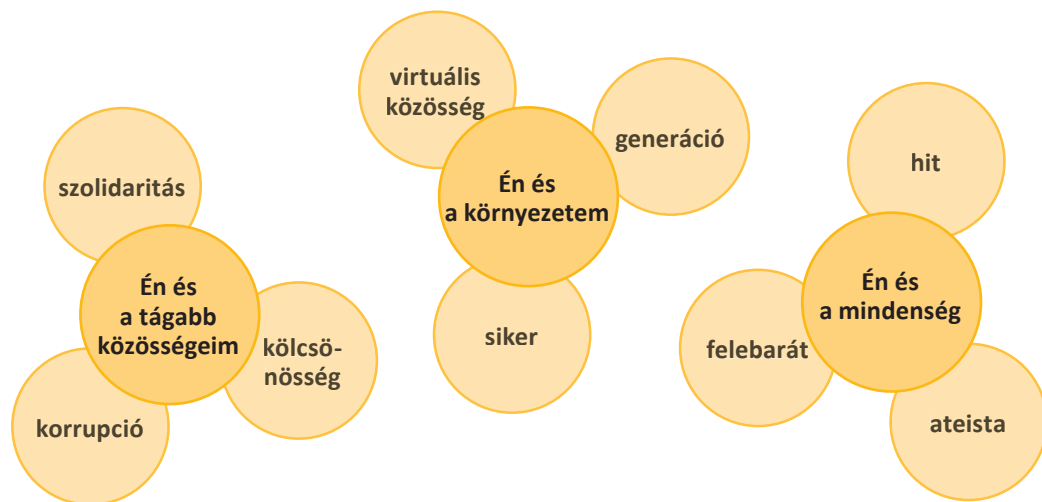 szolidaritás
Én és
a tágabb
közösségeim
kölcsö-
nösség
korrupció
virtuális
közösség
generáció
Én és
a környezetem
siker
hit
Én és
a mindenség
felebarát
ateista